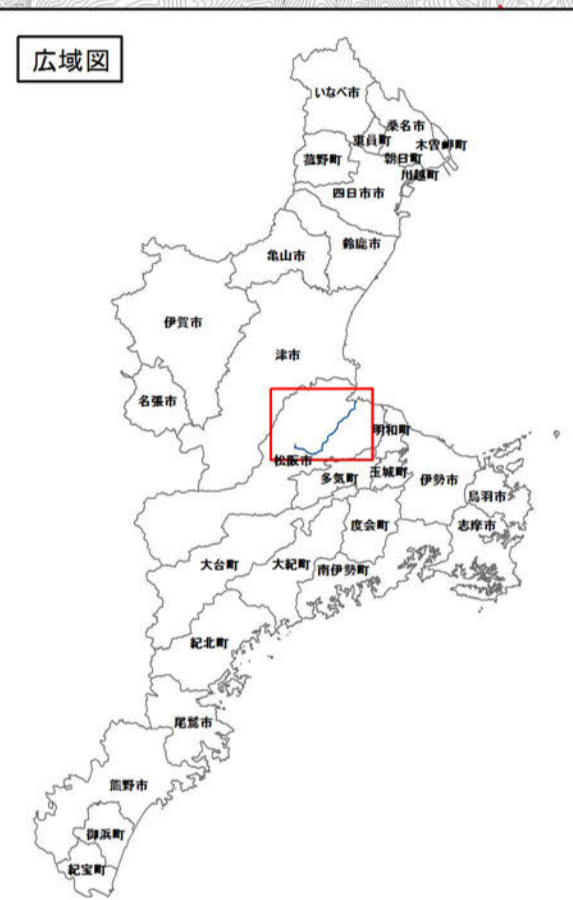 広域図
いなべ市
桑名市
東員町
木曽岬町
朝日町
菰野町
川越町
四日市市
鈴鹿市
亀山市
伊賀市
津市
名張市
明和町
松阪市
玉城町
多気町
伊勢市
鳥羽市
度会町
志摩市
大台町
大紀町
南伊勢町
紀北町
尾鷲市
熊野市
御浜町
紀宝町